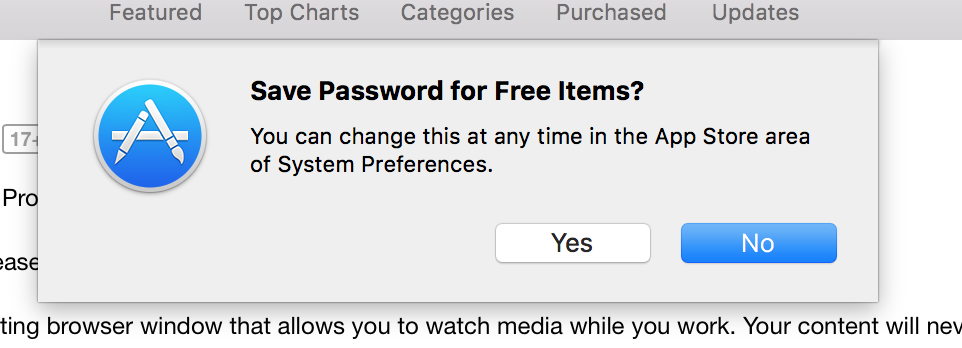 Featured Top Charts Categories Purchased Updates
Save Password for Free Items?
You can change this at any time in the App Store area
of System Preferences.
17+
Pro
Yes No
ease
ting browser window that allows you to watch media while you work. Your content will nev